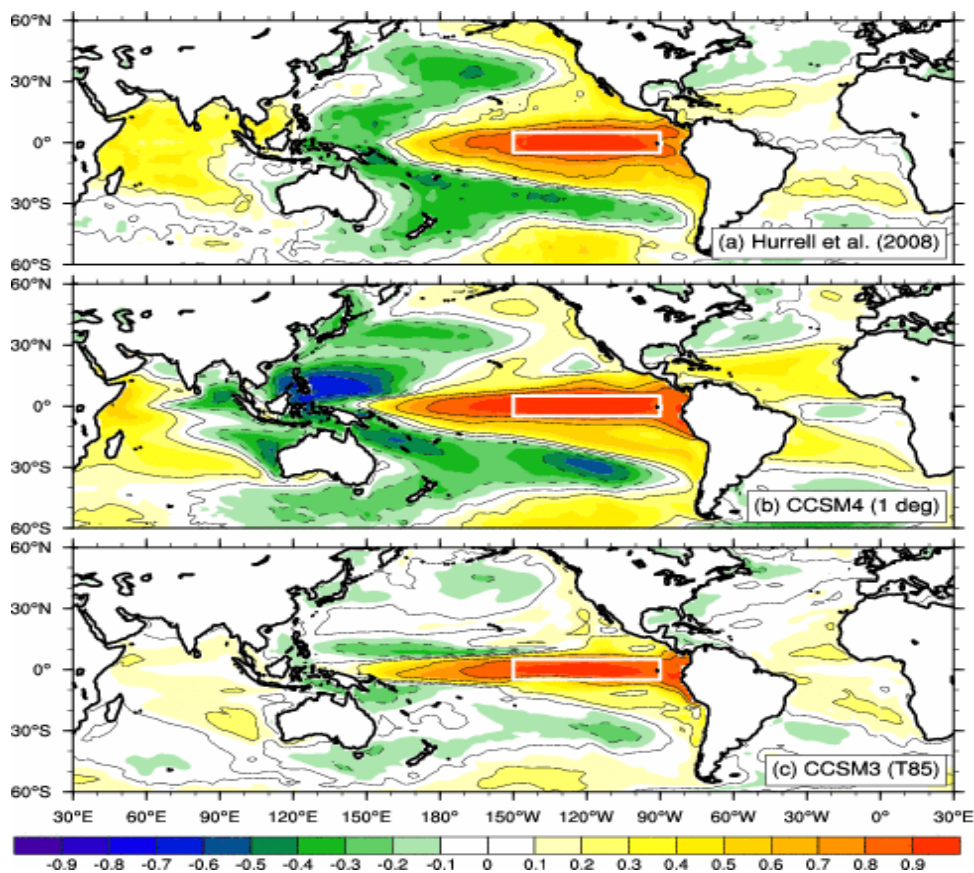 60°N
30°N
0°
30°S
60°S
(a) Hurrell et al. (2008)
60°N
30°N
0°
30°S
60°S
(b) CCSM4 (1 deg)
60°N
30°N
0°
30°S
60°S
(c) CCSM3 (T85)
30°E 60°E 90°E 120°E 150°E 180° 150°W 120°W 90°W 60°W 30°W 0° 30°E
-0.9 -0.8 -0.7 -0.6 -0.5 -0.4 -0.3 -0.2 -0.1 0 0.1 0.2 0.3 0.4 0.5 0.6 0.7 0.8 0.9